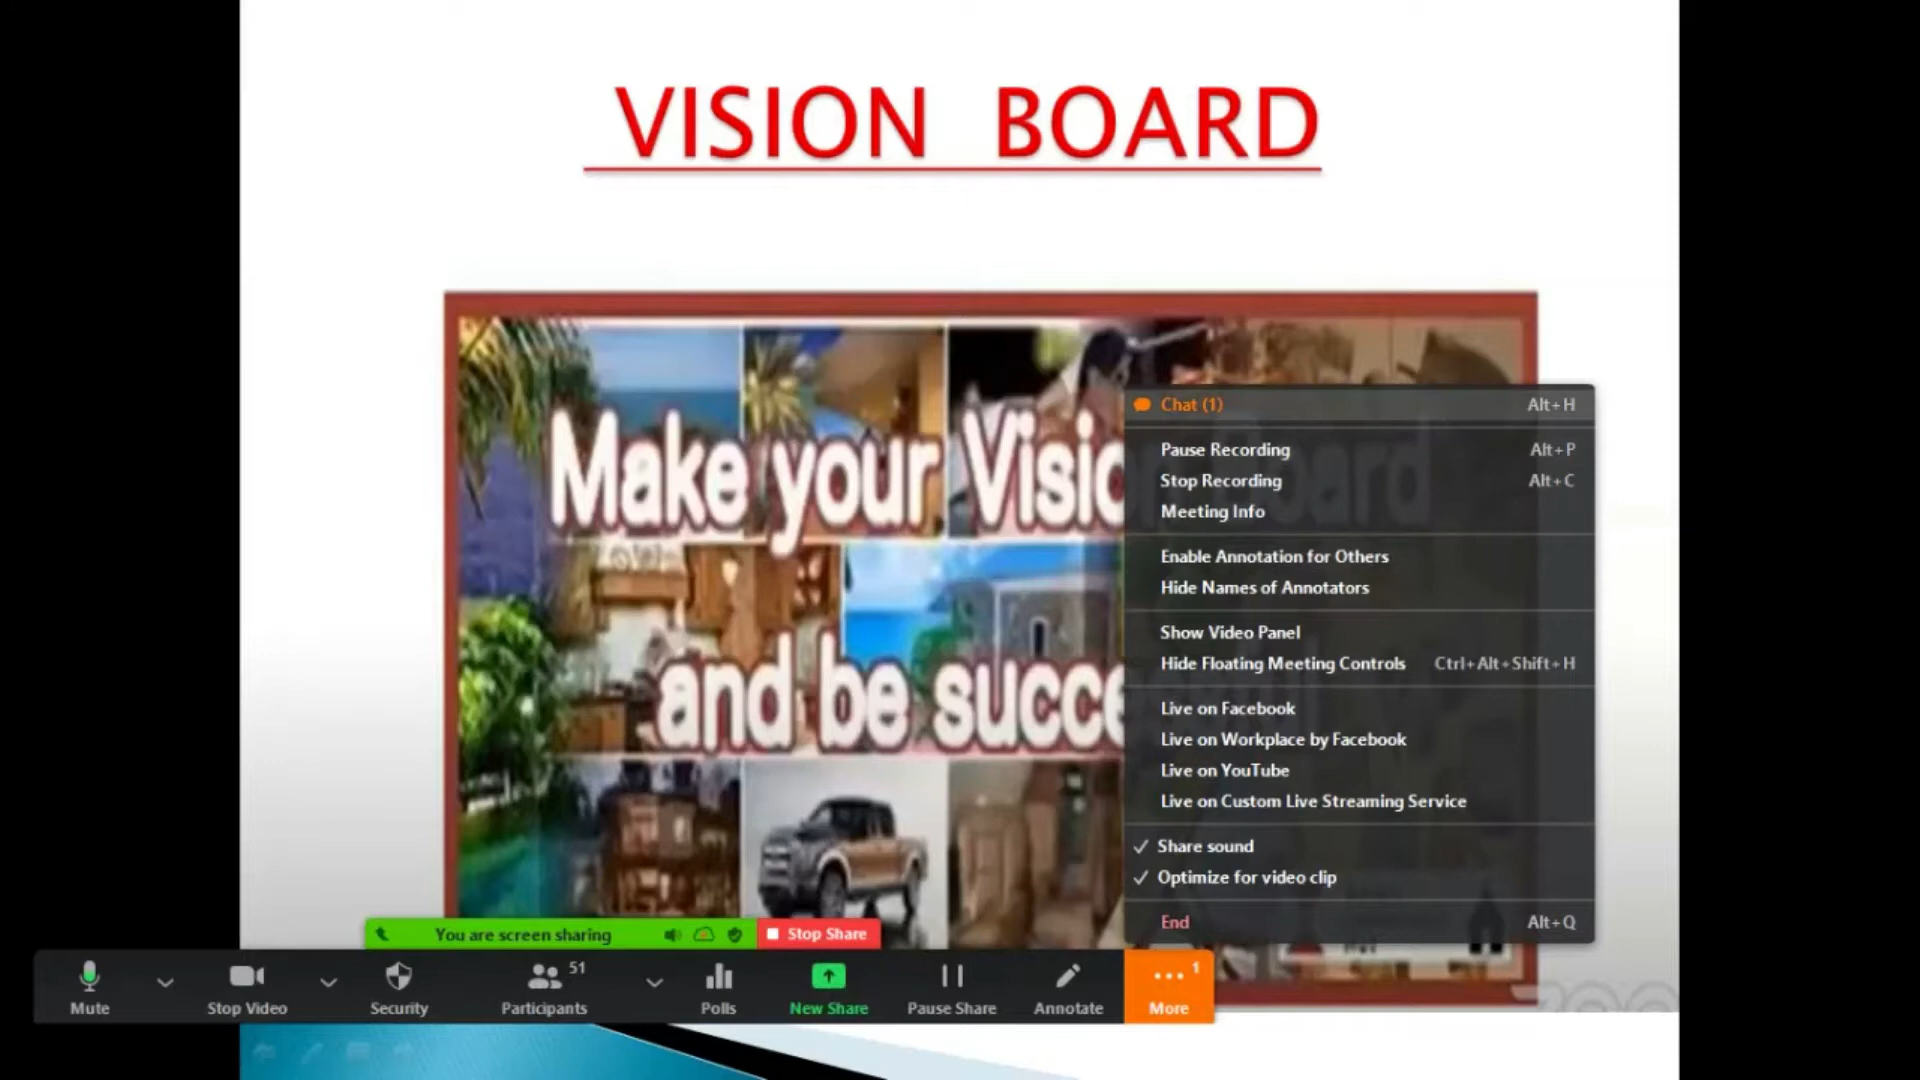 VISION BOARD
Make your Vision Board
and be succe
Chat (1) Alt+H
Pause Recording Alt+P
Stop Recording Alt+C
Meeting Info
Enable Annotation for Others
Hide Names of Annotators
Show Video Panel
Hide Floating Meeting Controls Ctrl+Alt+Shift+H
Live on Facebook
Live on Workplace by Facebook
Live on YouTube
Live on Custom Live Streaming Service
Share sound
Optimize for video clip
End Alt+Q
You are screen sharing Stop Share
51 1
Mute Stop Video Security Participants Polls New Share Pause Share Annotate More